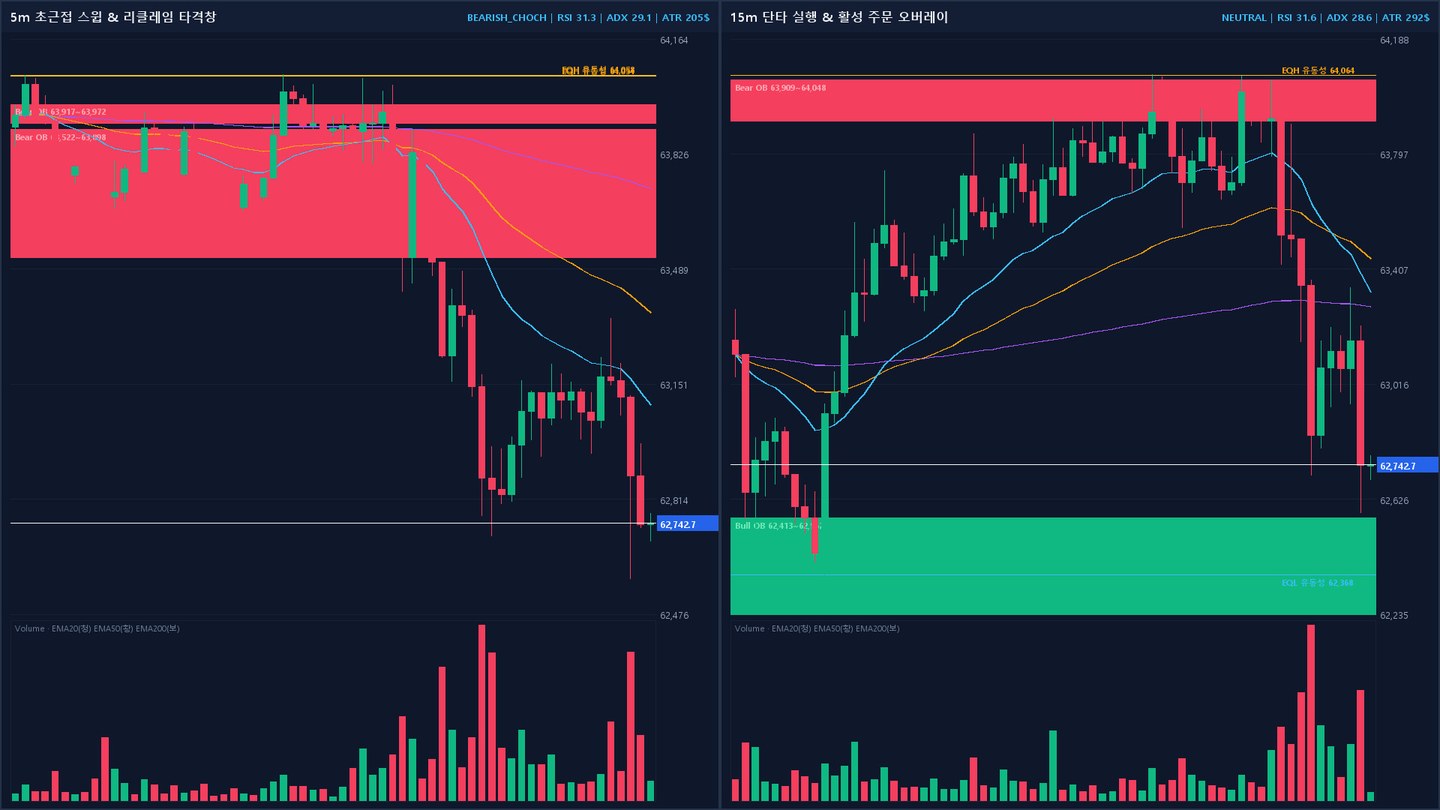 5m 초근접 스윕 & 리클레임 타격창
BEARISH_CHOCH | RSI 31.3 | ADX 29.1 | ATR 205$
64,164
EQH 유동성
Bear OB 63,917~63,972
Bear OB
63,826
63,489
63,151
62,814
62,742.7
62,476
Volume · EMA20(청) EMA50(황) EMA200(보)
15m 단타 실행 & 활성 주문 오버레이
NEUTRAL | RSI 31.6 | ADX 28.6 | ATR 292$
64,188
EQH 유동성 64,064
Bear OB 63,909~64,048
63,797
63,407
63,016
62,742.7
62,626
Bull OB 62,413~
EQL 유동성 62,368
62,235
Volume · EMA20(청) EMA50(황) EMA200(보)